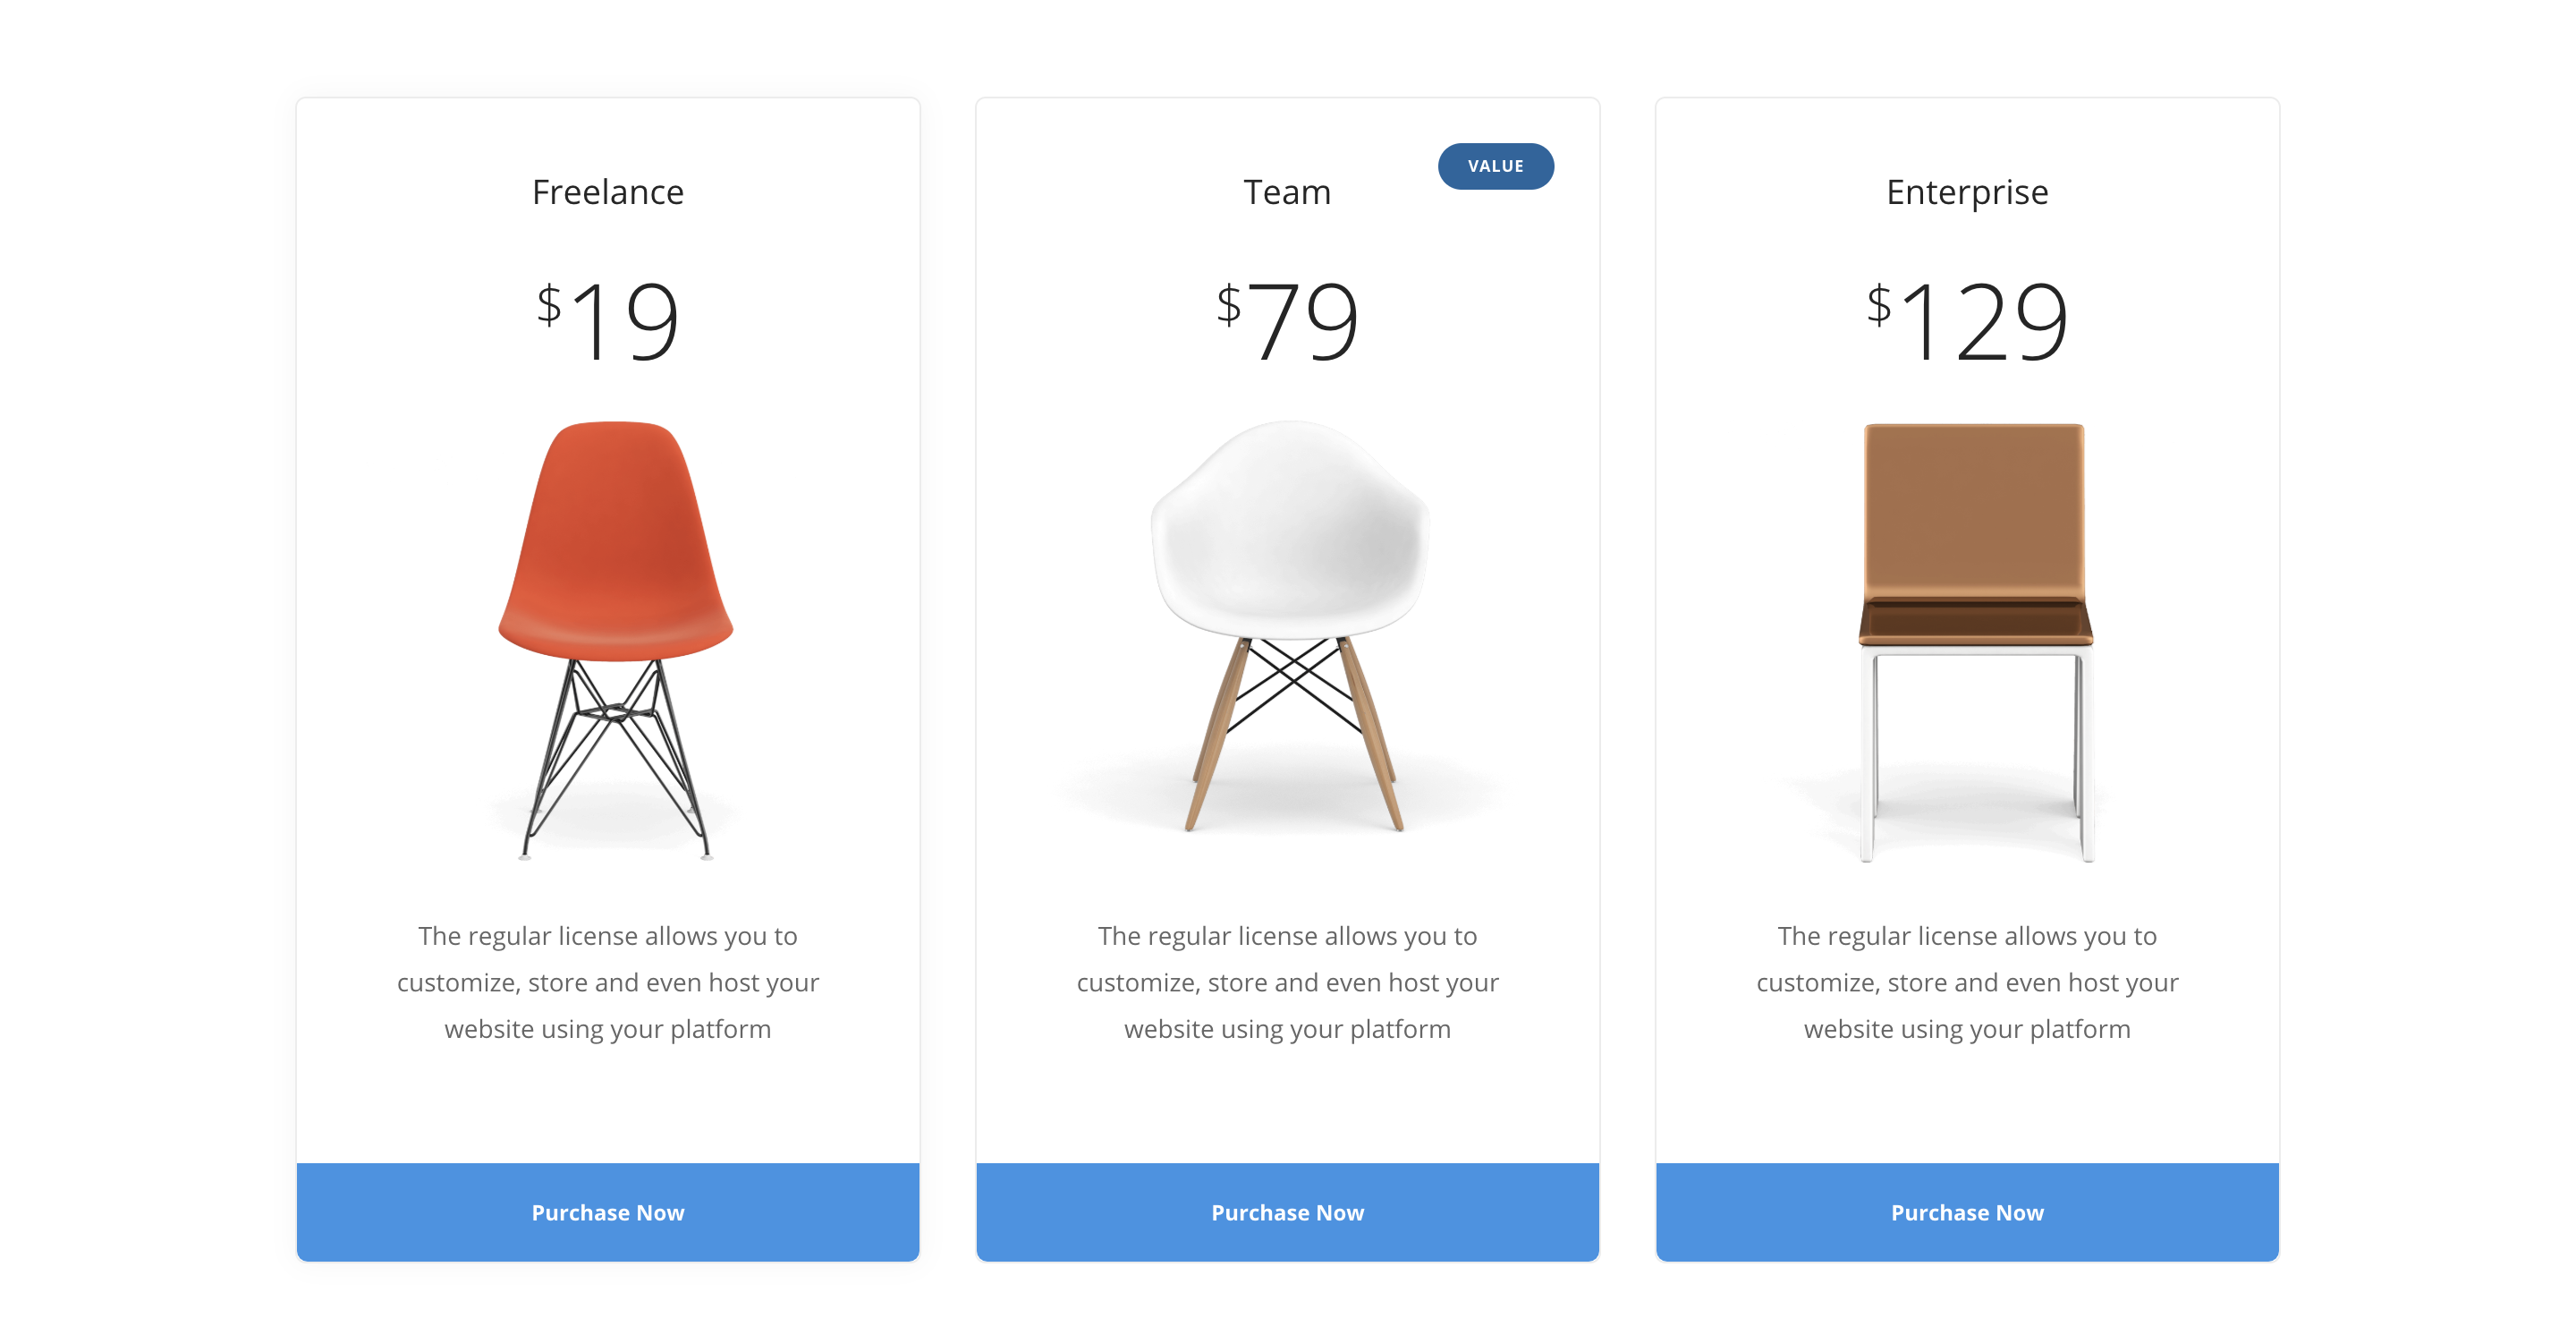 Freelance
$19
The regular license allows you to
customize, store and even host your
website using your platform
Purchase Now
VALUE
Team
$79
The regular license allows you to
customize, store and even host your
website using your platform
Purchase Now
Enterprise
$129
The regular license allows you to
customize, store and even host your
website using your platform
Purchase Now